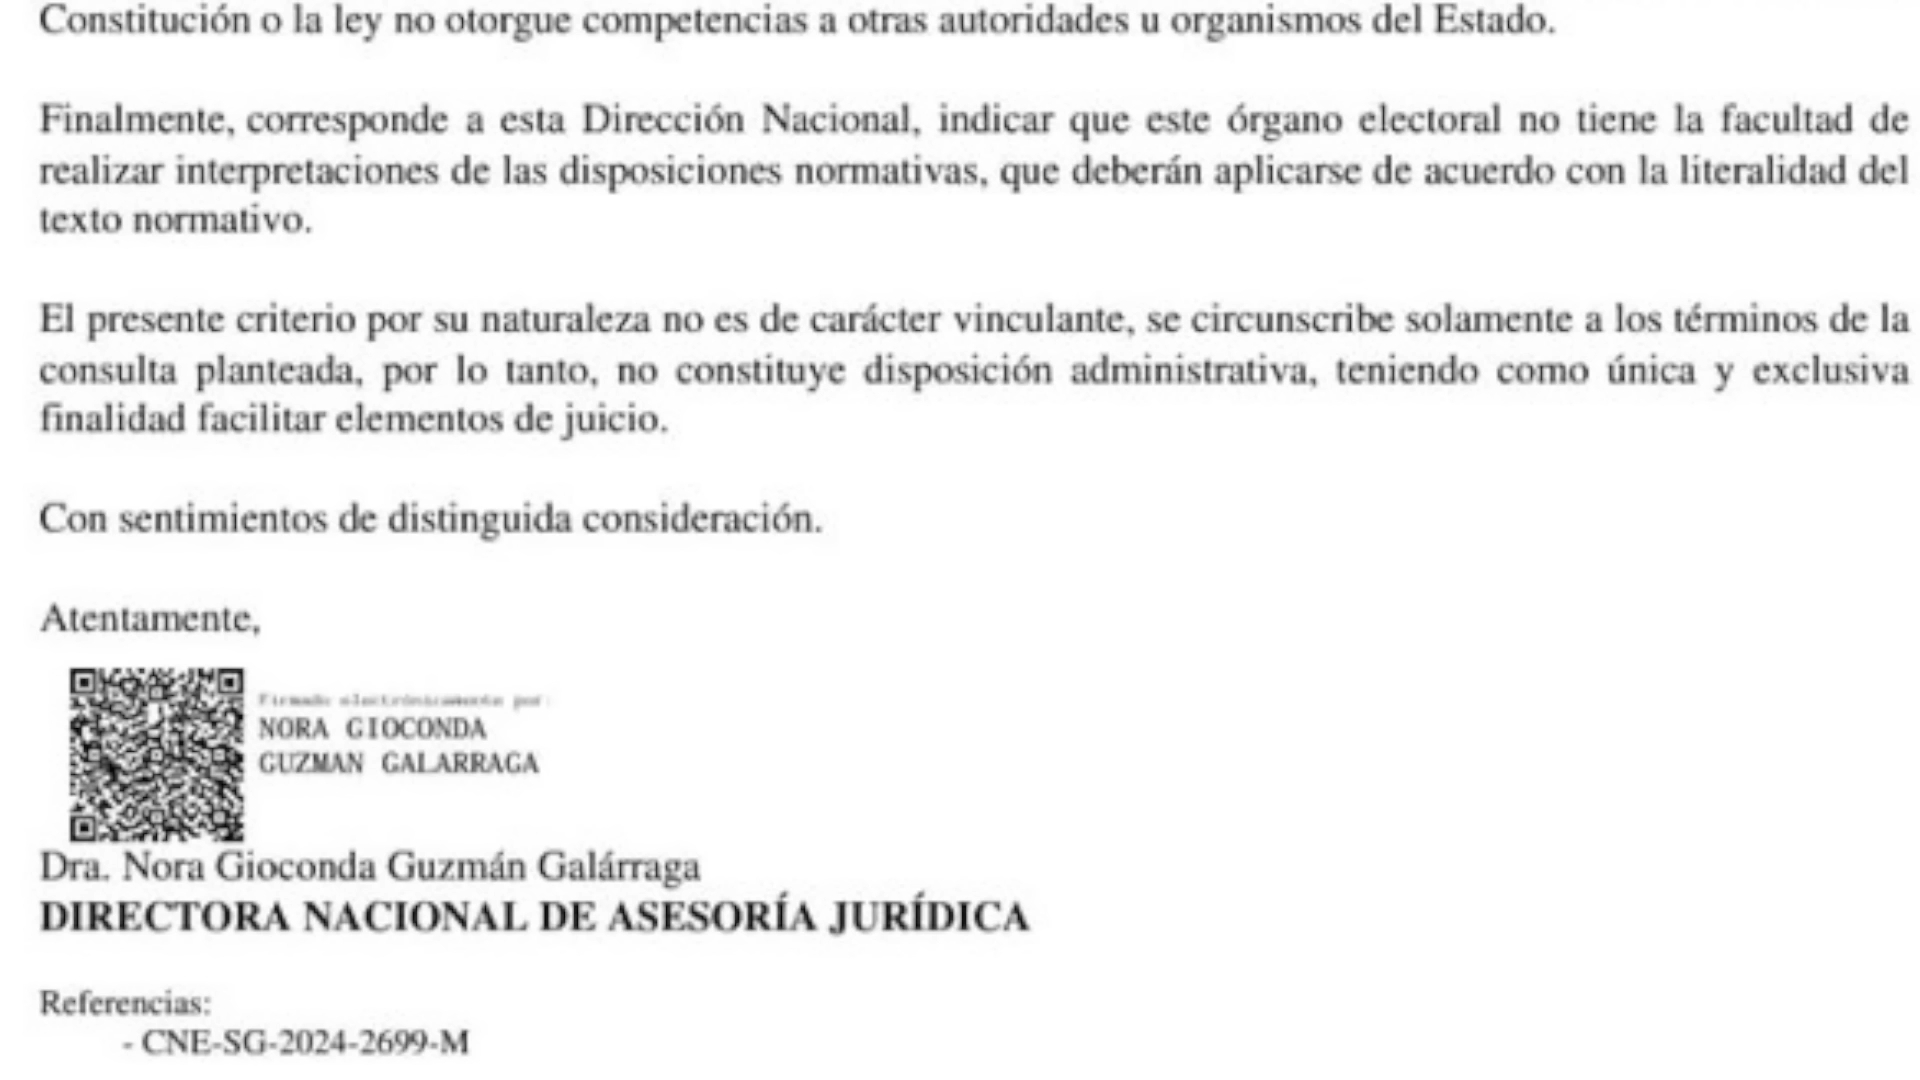 Constitución o la ley no otorgue competencias a otras autoridades u organismos del Estado.
Finalmente, corresponde a esta Dirección Nacional, indicar que este órgano electoral no tiene la facultad de
realizar interpretaciones de las disposiciones normativas, que deberán aplicarse de acuerdo con la literalidad del
texto normativo.
El presente criterio por su naturaleza no es de carácter vinculante, se circunscribe solamente a los términos de la
consulta planteada, por lo tanto, no constituye disposición administrativa, teniendo como única y exclusiva
finalidad facilitar elementos de juicio.
Con sentimientos de distinguida consideración.
Atentamente,
Firmado electrónicamente por:
NORA GIOCONDA
GUZMAN GALARRAGA
Dra. Nora Gioconda Guzmán Galárraga
DIRECTORA NACIONAL DE ASESORÍA JURÍDICA
Referencias:
- CNE-SG-2024-2699-M